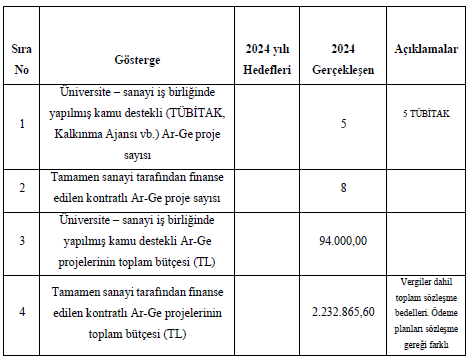 Sıra No
Gösterge
2024 yılı Hedefleri
2024 Gerçekleşen
Açıklamalar
1
Üniversite – sanayi iş birliğinde
yapılmış kamu destekli (TÜBİTAK,
Kalkınma Ajansı vb.) Ar-Ge proje
sayısı
5
5 TÜBİTAK
2
Tamamen sanayi tarafından finanse
edilen kontratlı Ar-Ge proje sayısı
8
3
Üniversite – sanayi iş birliğinde
yapılmış kamu destekli Ar-Ge
projelerinin toplam bütçesi (TL)
94.000,00
4
Tamamen sanayi tarafından finanse
edilen kontratlı Ar-Ge projelerinin
toplam bütçesi (TL)
2.232.865,60
Vergiler dahil
toplam sözleşme
bedelleri. Ödeme
planları sözleşme
gereği farklı